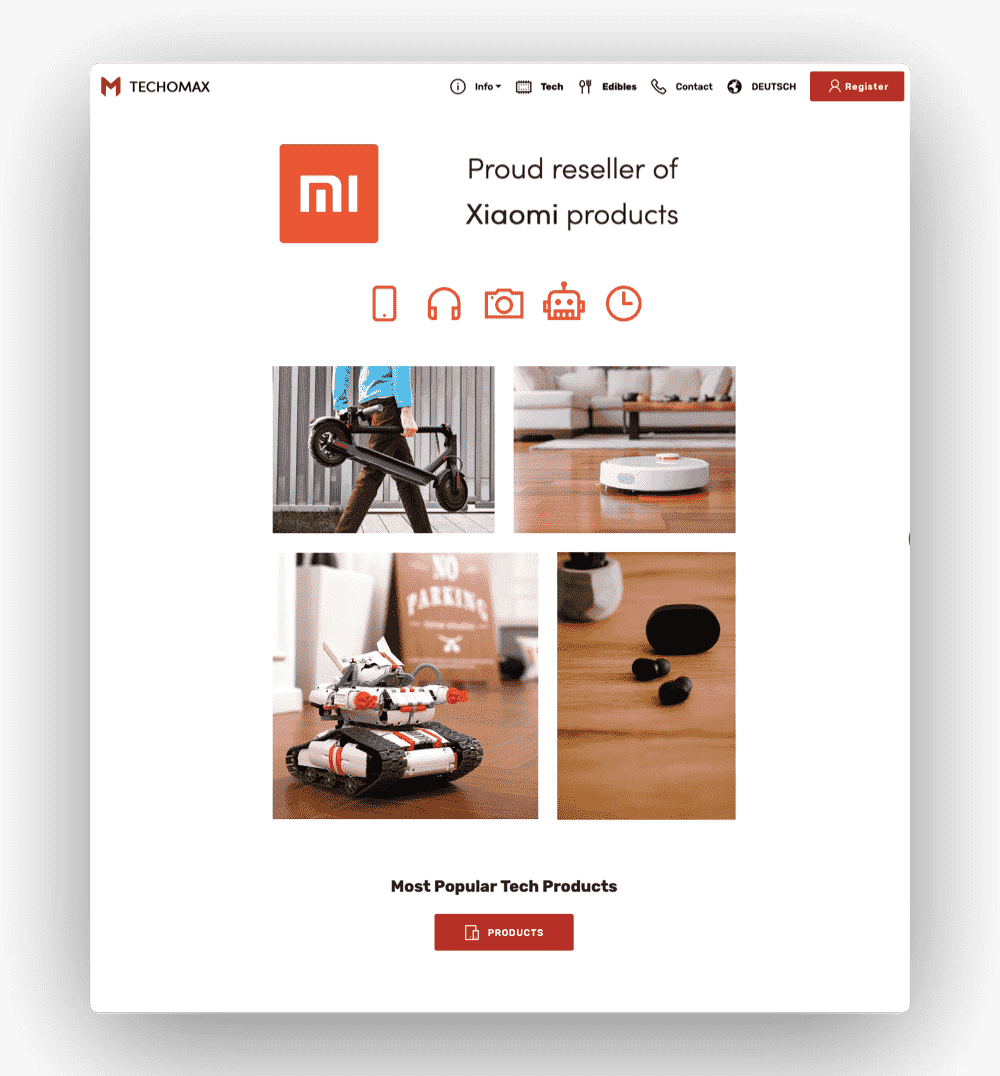 TECHOMAX
Info
Tech
Edibles
Contact
DEUTSCH
Register
mi
Proud reseller of
Xiaomi products
NO
PARKING
Most Popular Tech Products
PRODUCTS